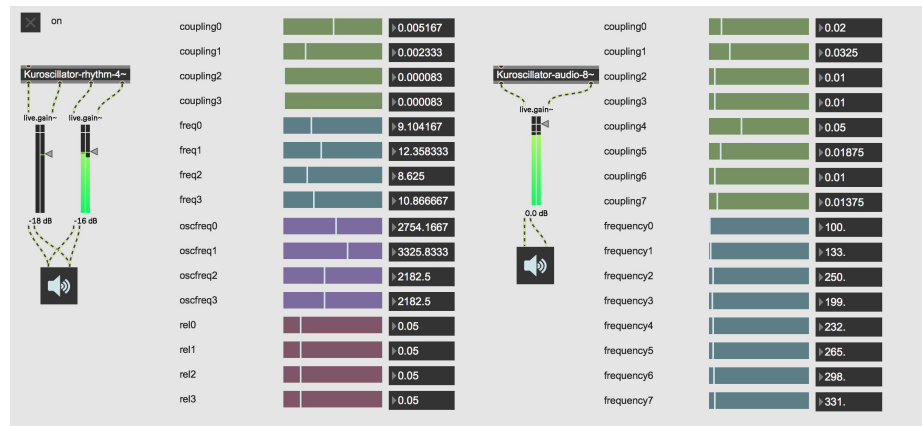 on
Kuroscillator-rhythm-4~
live.gain~
live.gain~
-18 dB
-16 dB
coupling0
0.005167
coupling1
0.002333
coupling2
0.000083
coupling3
0.000083
freq0
9.104167
freq1
12.358333
freq2
8.625
freq3
10.866667
oscfreq0
2754.1667
oscfreq1
3325.8333
oscfreq2
2182.5
oscfreq3
2182.5
rel0
0.05
rel1
0.05
rel2
0.05
rel3
0.05
Kuroscillator-audio-8~
live.gain~
0.0 dB
coupling0
0.02
coupling1
0.0325
coupling2
0.01
coupling3
0.01
coupling4
0.05
coupling5
0.01875
coupling6
0.01
coupling7
0.01375
frequency0
100.
frequency1
133.
frequency2
250.
frequency3
199.
frequency4
232.
frequency5
265.
frequency6
298.
frequency7
331.